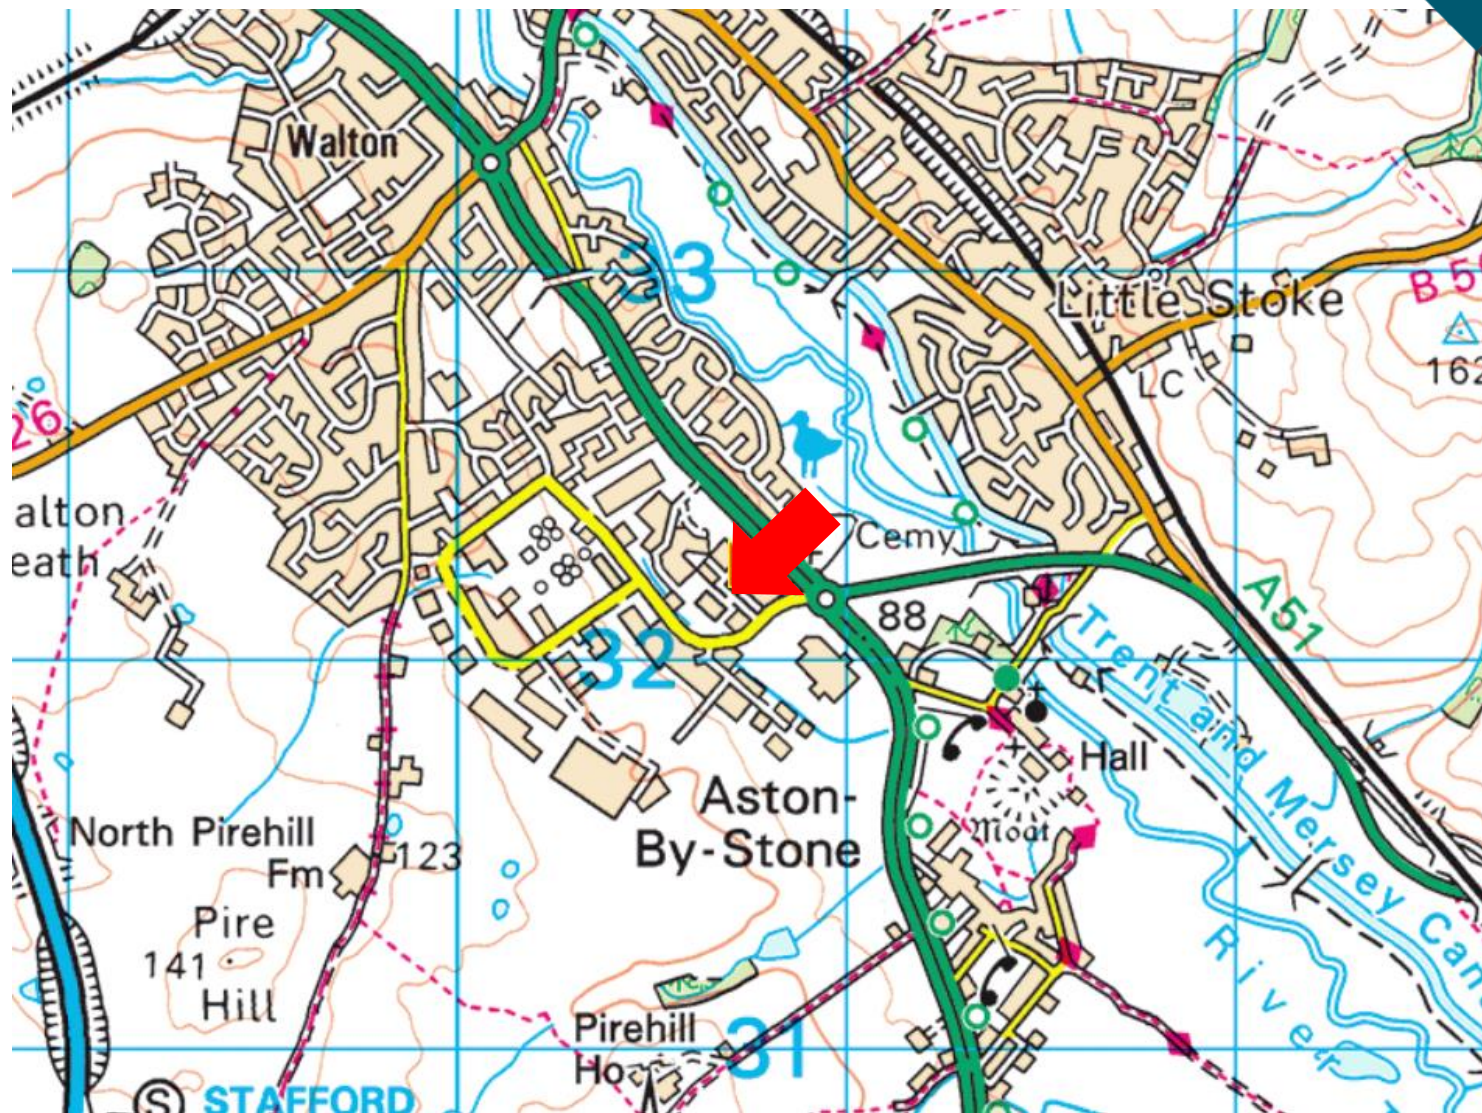 Walton
33
Little Stoke
B 5
162
LC
26
alton
eath
Cemy
88
A51
32
Trent and Mersey Can
Hall
Aston-
By-Stone
Moat
North Pirehill
Fm
123
Pire
141
Hill
River
Pirehill
Ho
31
S
STAFFORD